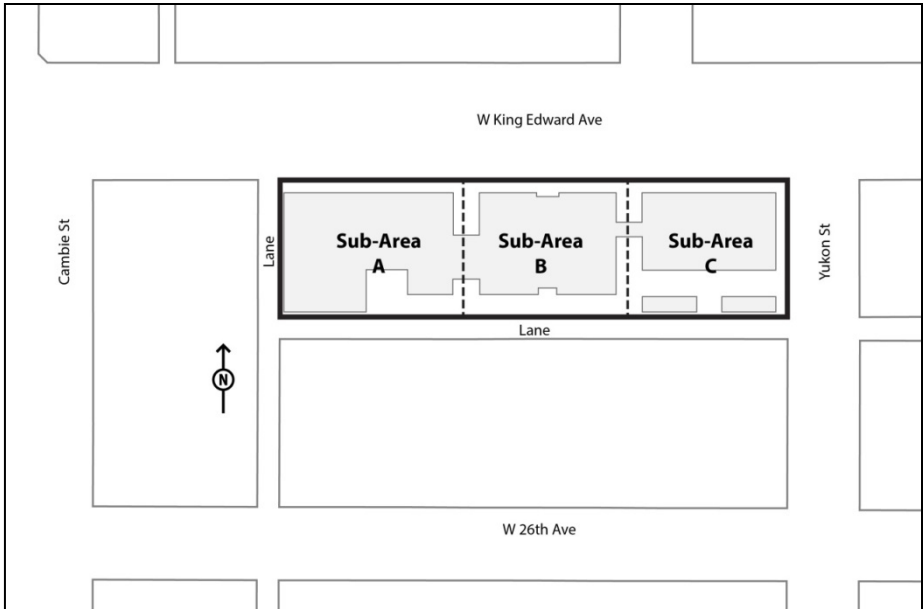 W King Edward Ave
Cambie St
Lane
Sub-Area
A
Sub-Area
B
Sub-Area
C
Yukon St
Lane
N
W 26th Ave